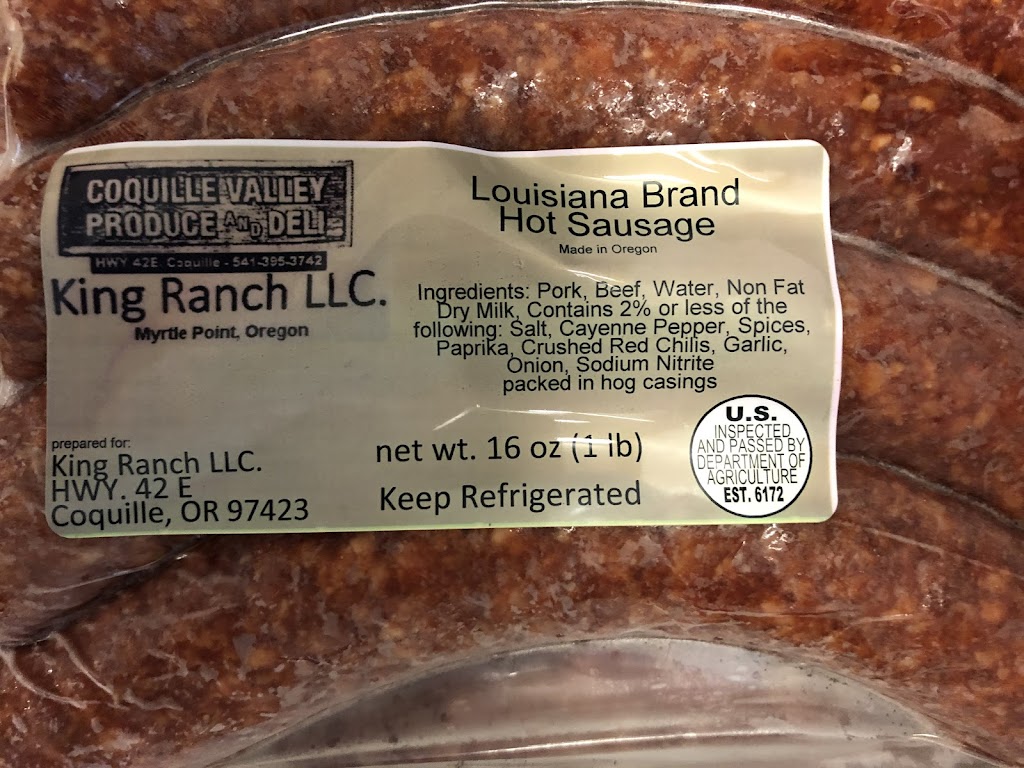 COQUILLE VALLEY
PRODUCE AND DELI
HWY 42E Coquille - 541-395-3742
King Ranch LLC.
Myrtle Point, Oregon
prepared for:
King Ranch LLC.
HWY. 42 E
Coquille, OR 97423
Louisiana Brand
Hot Sausage
Made in Oregon
Ingredients: Pork, Beef, Water, Non Fat
Dry Milk, Contains 2% or less of the
following: Salt, Cayenne Pepper, Spices,
Paprika, Crushed Red Chilis, Garlic,
Onion, Sodium Nitrite
packed in hog casings
net wt. 16 oz (1 lb)
Keep Refrigerated
U.S.
INSPECTED
AND PASSED BY
DEPARTMENT OF
AGRICULTURE
EST. 6172